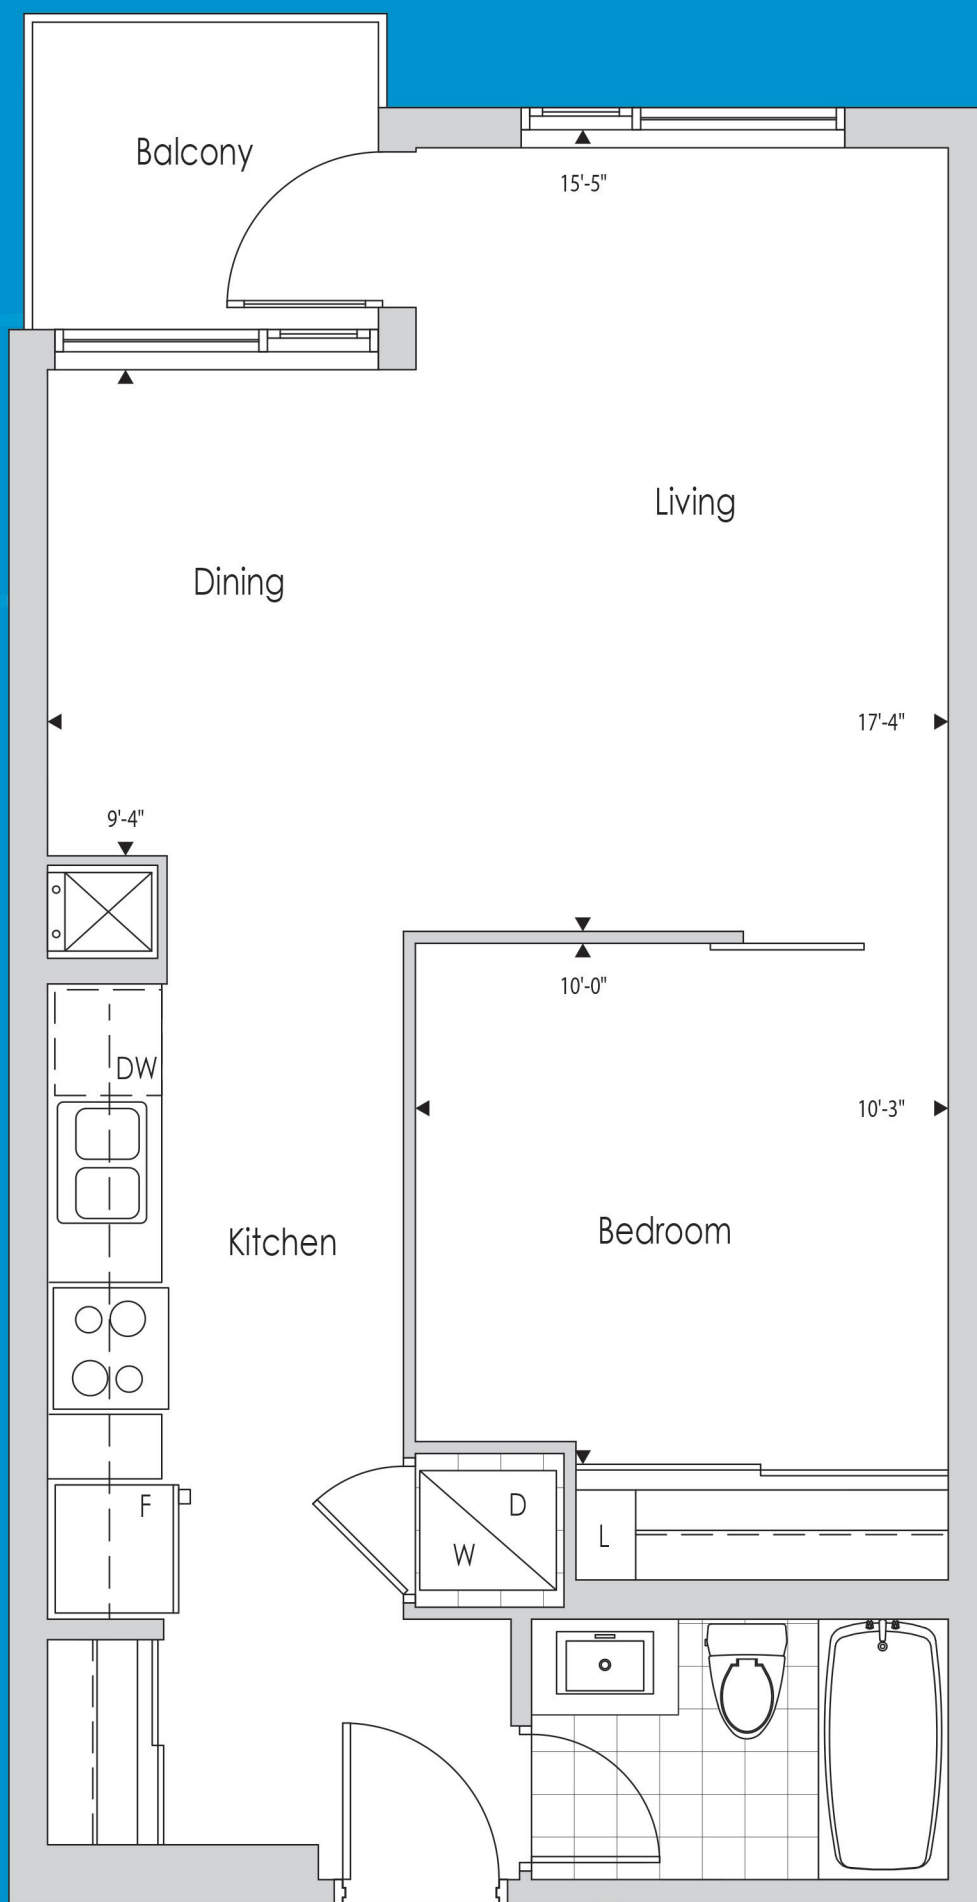 Balcony
15'-5"
Living
Dining
17'-4"
9'-4"
10'-0"
DW
10'-3"
Bedroom
Kitchen
F
D
W
L